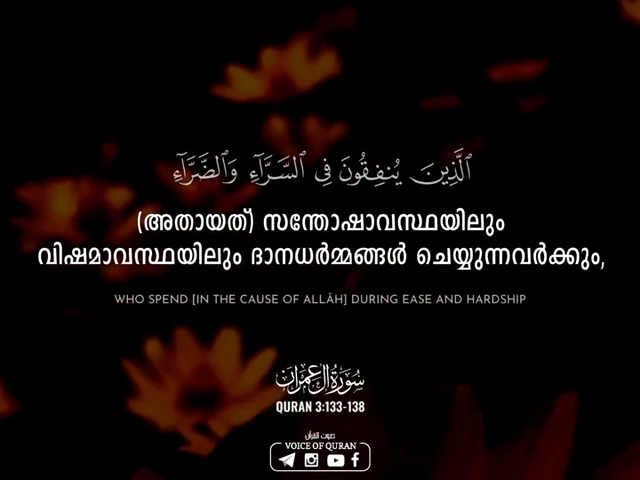 ٱلَّذِينَ يُنفِقُونَ فِى ٱلسَّرَّآءِ وَٱلضَّرَّآءِ
(അതായത്) സന്തോഷാവസ്ഥയിലും
വിഷമാവസ്ഥയിലും ദാനധർമ്മങ്ങൾ ചെയ്യുന്നവർക്കും,
WHO SPEND [IN THE CAUSE OF ALLĀH] DURING EASE AND HARDSHIP
سُورَةُ آلِ عِمْرَان
QURAN 3:133-138
صوت القرآن
VOICE OF QURAN